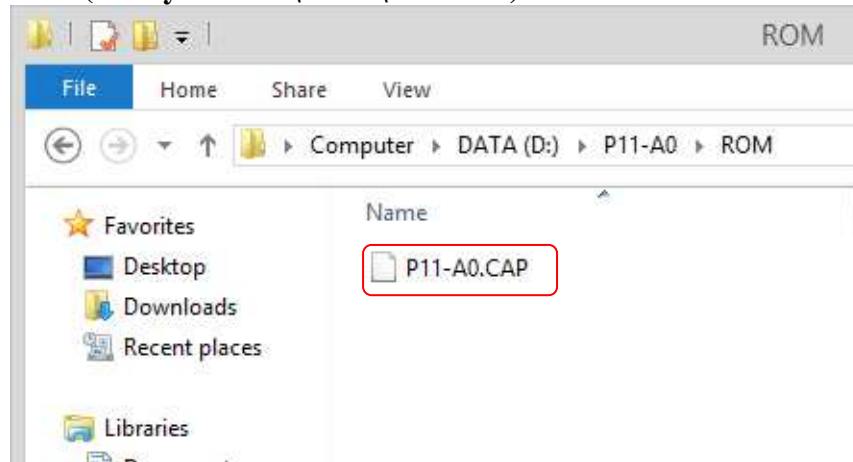 ROM
File Home Share View
Computer DATA (D:) P11-A0 ROM
Name
Favorites
P11-A0.CAP
Desktop
Downloads
Recent places
Libraries